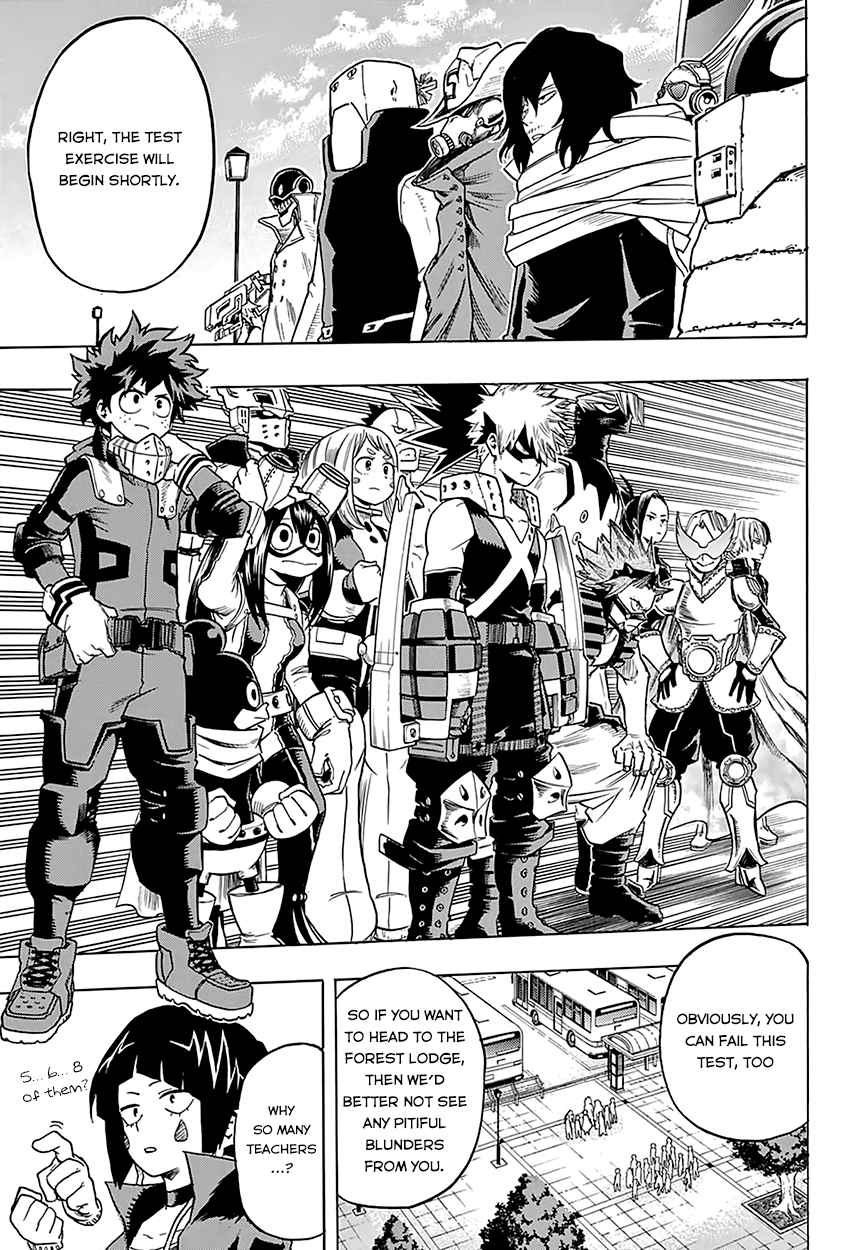 RIGHT, THE TEST
EXERCISE WILL
BEGIN SHORTLY.
OBVIOUSLY, YOU
CAN FAIL THIS
TEST, TOO
SO IF YOU WANT
TO HEAD TO THE
FOREST LODGE,
THEN WE'D
BETTER NOT SEE
ANY PITIFUL
BLUNDERS
FROM YOU.
WHY
SO MANY
TEACHERS
...?
5... 6... 8
of them?